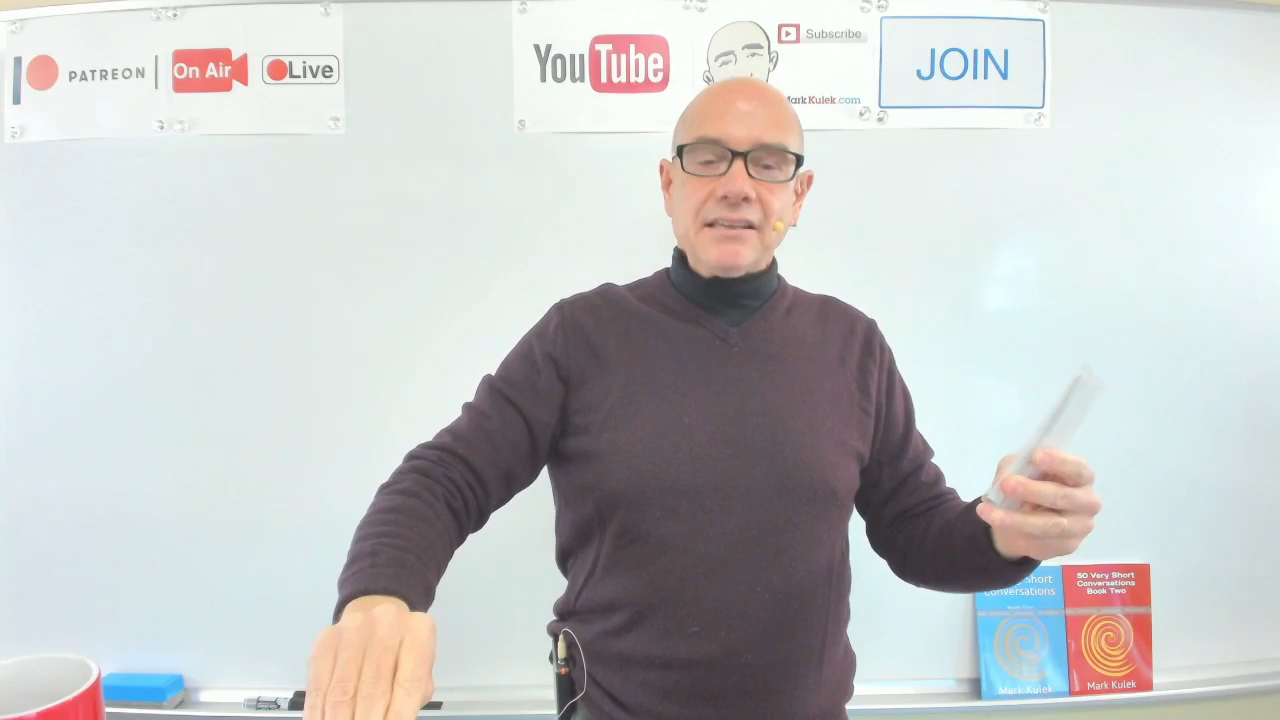 PATREON
On Air
Live
YouTube
Subscribe
MarkKulek.com
JOIN
Short
Conversations
Mark Kulek
50 Very Short
Conversations
Book Two
Mark Kulek